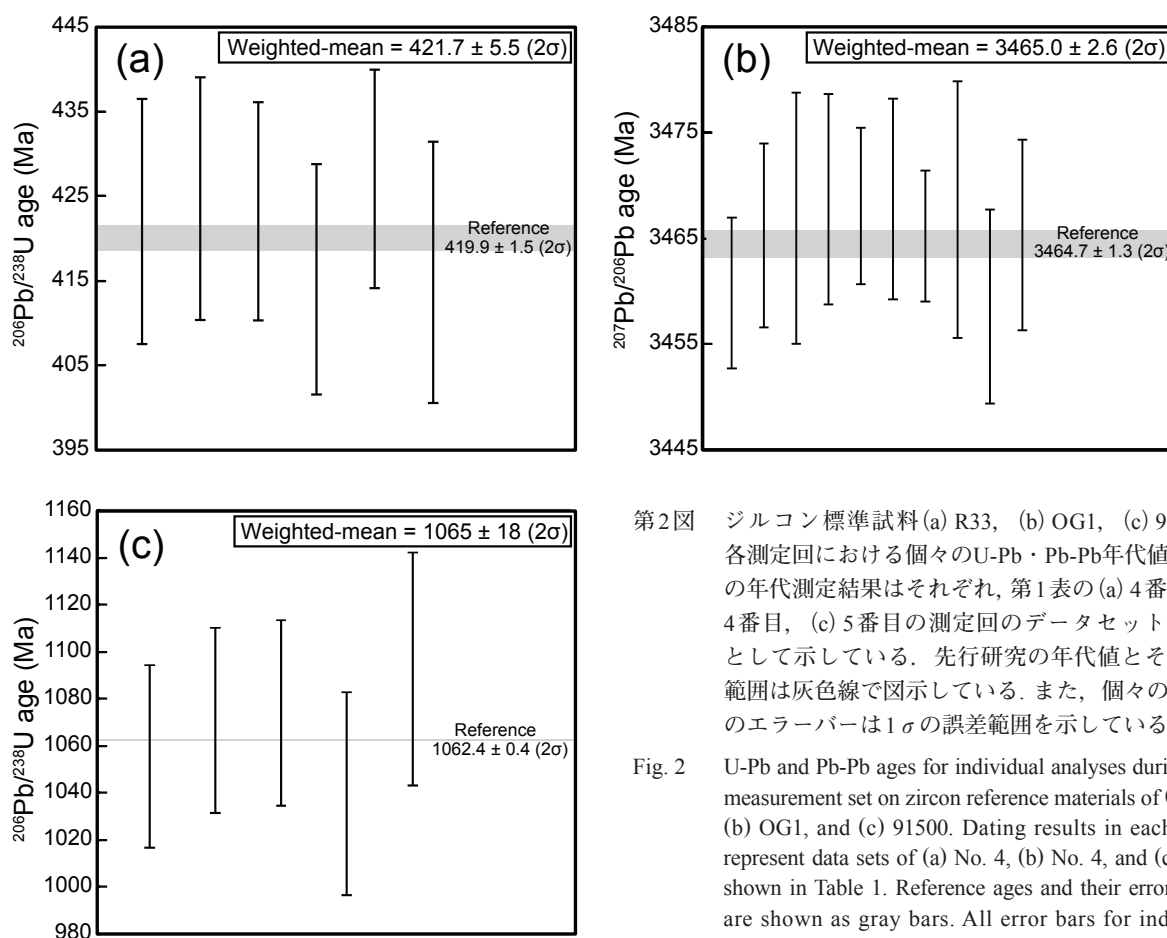 445
435
425
415
405
395
²⁰⁶Pb/²³⁸U age (Ma)
(a)
Weighted-mean = 421.7 ± 5.5 (2σ)
Reference
419.9 ± 1.5 (2σ)
3485
3475
3465
3455
3445
²⁰⁷Pb/²⁰⁶Pb age (Ma)
(b)
Weighted-mean = 3465.0 ± 2.6 (2σ)
Reference
3464.7 ± 1.3 (2σ)
1160
1140
1120
1100
1080
1060
1040
1020
1000
980
²⁰⁶Pb/²³⁸U age (Ma)
(c)
Weighted-mean = 1065 ± 18 (2σ)
Reference
1062.4 ± 0.4 (2σ)
第2図 ジルコン標準試料(a) R33, (b) OG1, (c) 9
各測定回における個々のU-Pb・Pb-Pb年代値
の年代測定結果はそれぞれ, 第1表の(a) 4番
4番目, (c) 5番目の測定回のデータセット
として示している. 先行研究の年代値とそ
範囲は灰色線で図示している. また, 個々の
のエラーバーは1σの誤差範囲を示している
Fig. 2 U-Pb and Pb-Pb ages for individual analyses duri
measurement set on zircon reference materials of
(b) OG1, and (c) 91500. Dating results in each
represent data sets of (a) No. 4, (b) No. 4, and (c
shown in Table 1. Reference ages and their error
are shown as gray bars. All error bars for ind